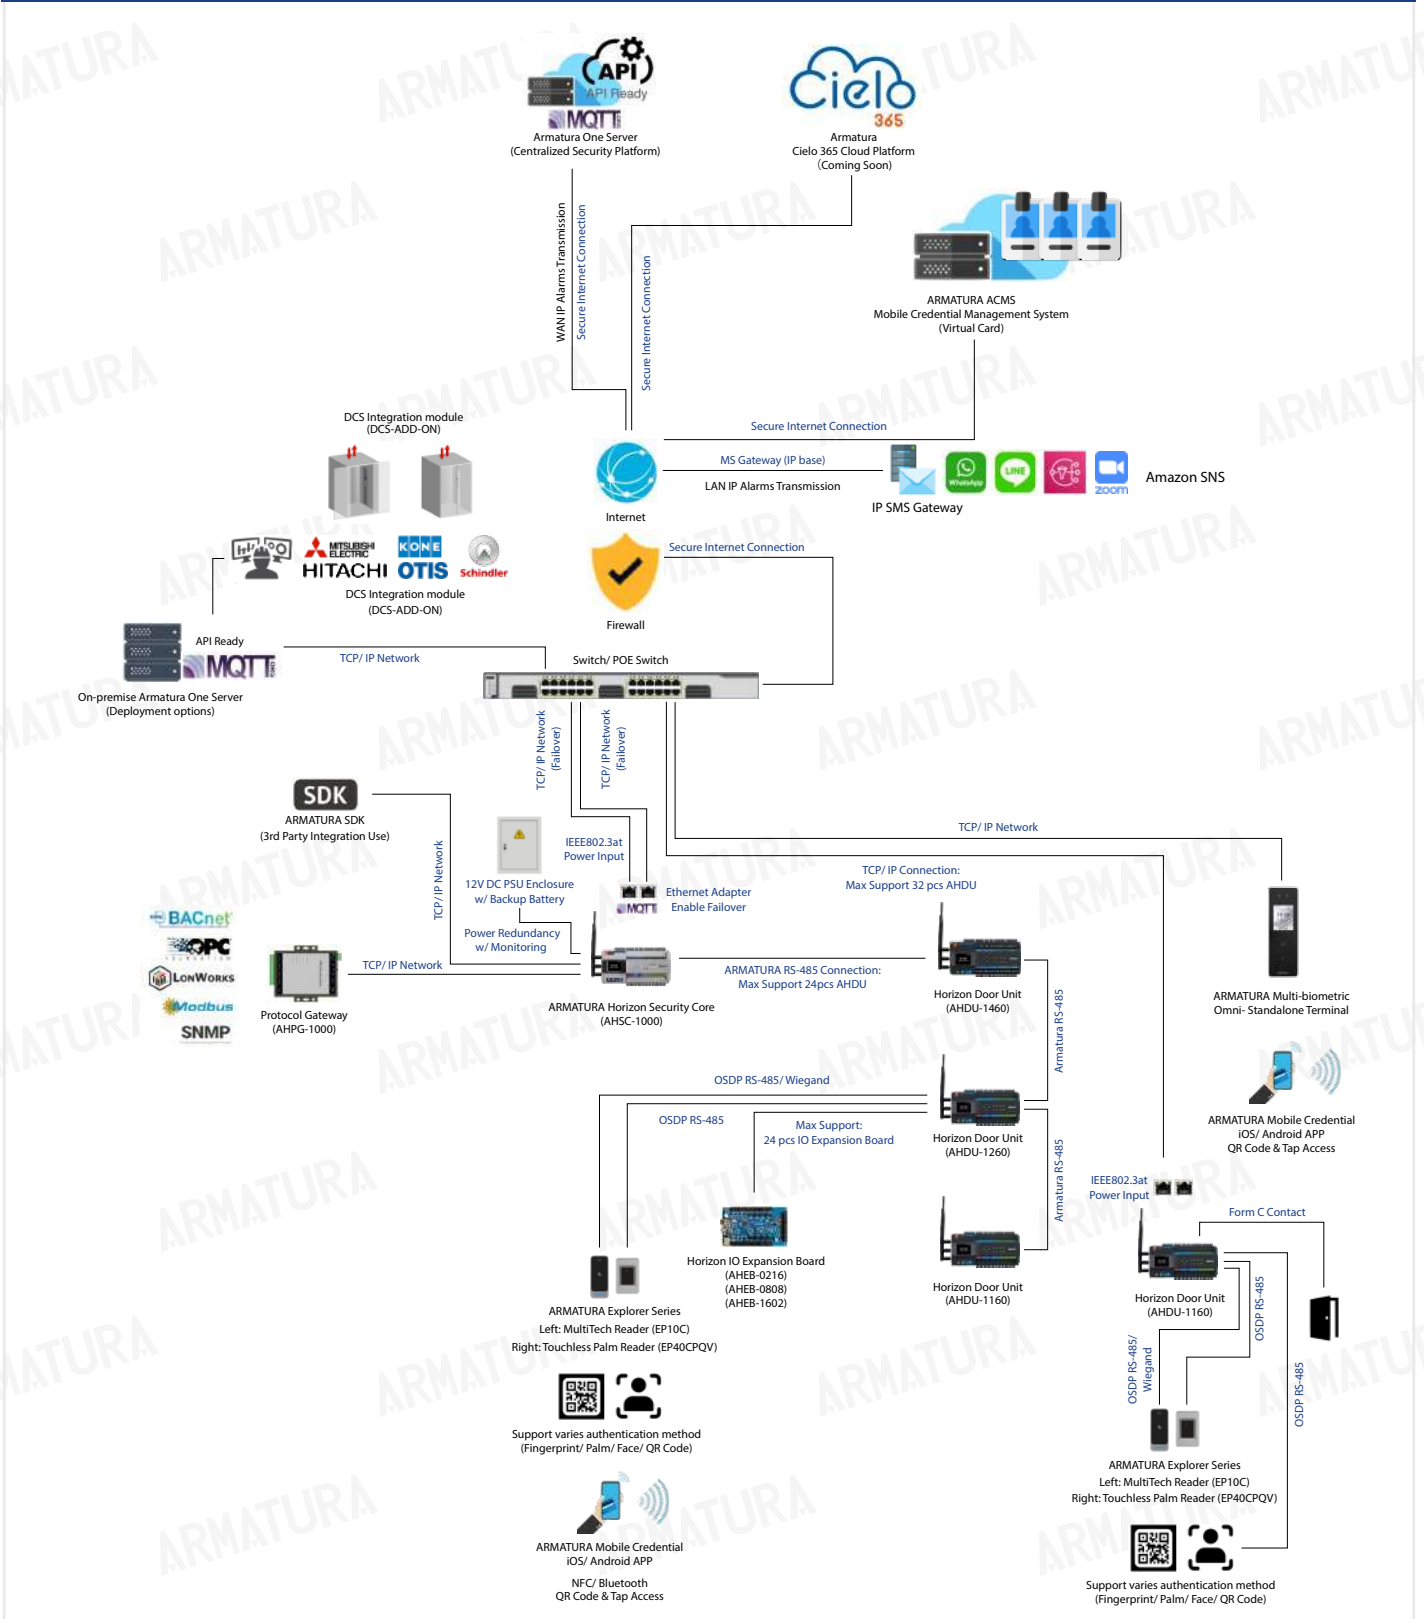 API
API Ready
MQTT
Armatura One Server
(Centralized Security Platform)
Cielo
365
Armatura
Cielo 365 Cloud Platform
(Coming Soon)
WAN IP Alarms Transmission
Secure Internet Connection
Secure Internet Connection
ARMATURA ACMS
Mobile Credential Management System
(Virtual Card)
DCS Integration module
(DCS-ADD-ON)
Secure Internet Connection
MS Gateway (IP base)
LAN IP Alarms Transmission
Internet
WhatsApp
LINE
zoom
Amazon SNS
IP SMS Gateway
MITSUBISHI
ELECTRIC
HITACHI
KONE
OTIS
Schindler
DCS Integration module
(DCS-ADD-ON)
Secure Internet Connection
Firewall
API Ready
MQTT
On-premise Armatura One Server
(Deployment options)
TCP/ IP Network
Switch/ POE Switch
TCP/ IP Network
(Failover)
TCP/ IP Network
(Failover)
SDK
ARMATURA SDK
(3rd Party Integration Use)
TCP/ IP Network
12V DC PSU Enclosure
w/ Backup Battery
IEEE802.3at
Power Input
Ethernet Adapter
Enable Failover
MQTT
Power Redundancy
w/ Monitoring
TCP/ IP Network
TCP/ IP Connection:
Max Support 32 pcs AHDU
BACnet
OPC
FOUNDATION
LONWORKS
Modbus
SNMP
Protocol Gateway
(AHPG-1000)
TCP/ IP Network
ARMATURA Horizon Security Core
(AHSC-1000)
ARMATURA RS-485 Connection:
Max Support 24pcs AHDU
Horizon Door Unit
(AHDU-1460)
Armatura RS-485
ARMATURA Multi-biometric
Omni- Standalone Terminal
ARMATURA Mobile Credential
iOS/ Android APP
QR Code & Tap Access
OSDP RS-485/ Wiegand
OSDP RS-485
Max Support:
24 pcs IO Expansion Board
Horizon Door Unit
(AHDU-1260)
Armatura RS-485
Horizon Door Unit
(AHDU-1160)
Horizon IO Expansion Board
(AHEB-0216)
(AHEB-0808)
(AHEB-1602)
ARMATURA Explorer Series
Left: MultiTech Reader (EP10C)
Right: Touchless Palm Reader (EP40CPQV)
Support varies authentication method
(Fingerprint/ Palm/ Face/ QR Code)
ARMATURA Mobile Credential
iOS/ Android APP
NFC/ Bluetooth
QR Code & Tap Access
IEEE802.3at
Power Input
Form C Contact
Horizon Door Unit
(AHDU-1160)
OSDP RS-485/
Wiegand
OSDP RS-485
OSDP RS-485
ARMATURA Explorer Series
Left: MultiTech Reader (EP10C)
Right: Touchless Palm Reader (EP40CPQV)
Support varies authentication method
(Fingerprint/ Palm/ Face/ QR Code)